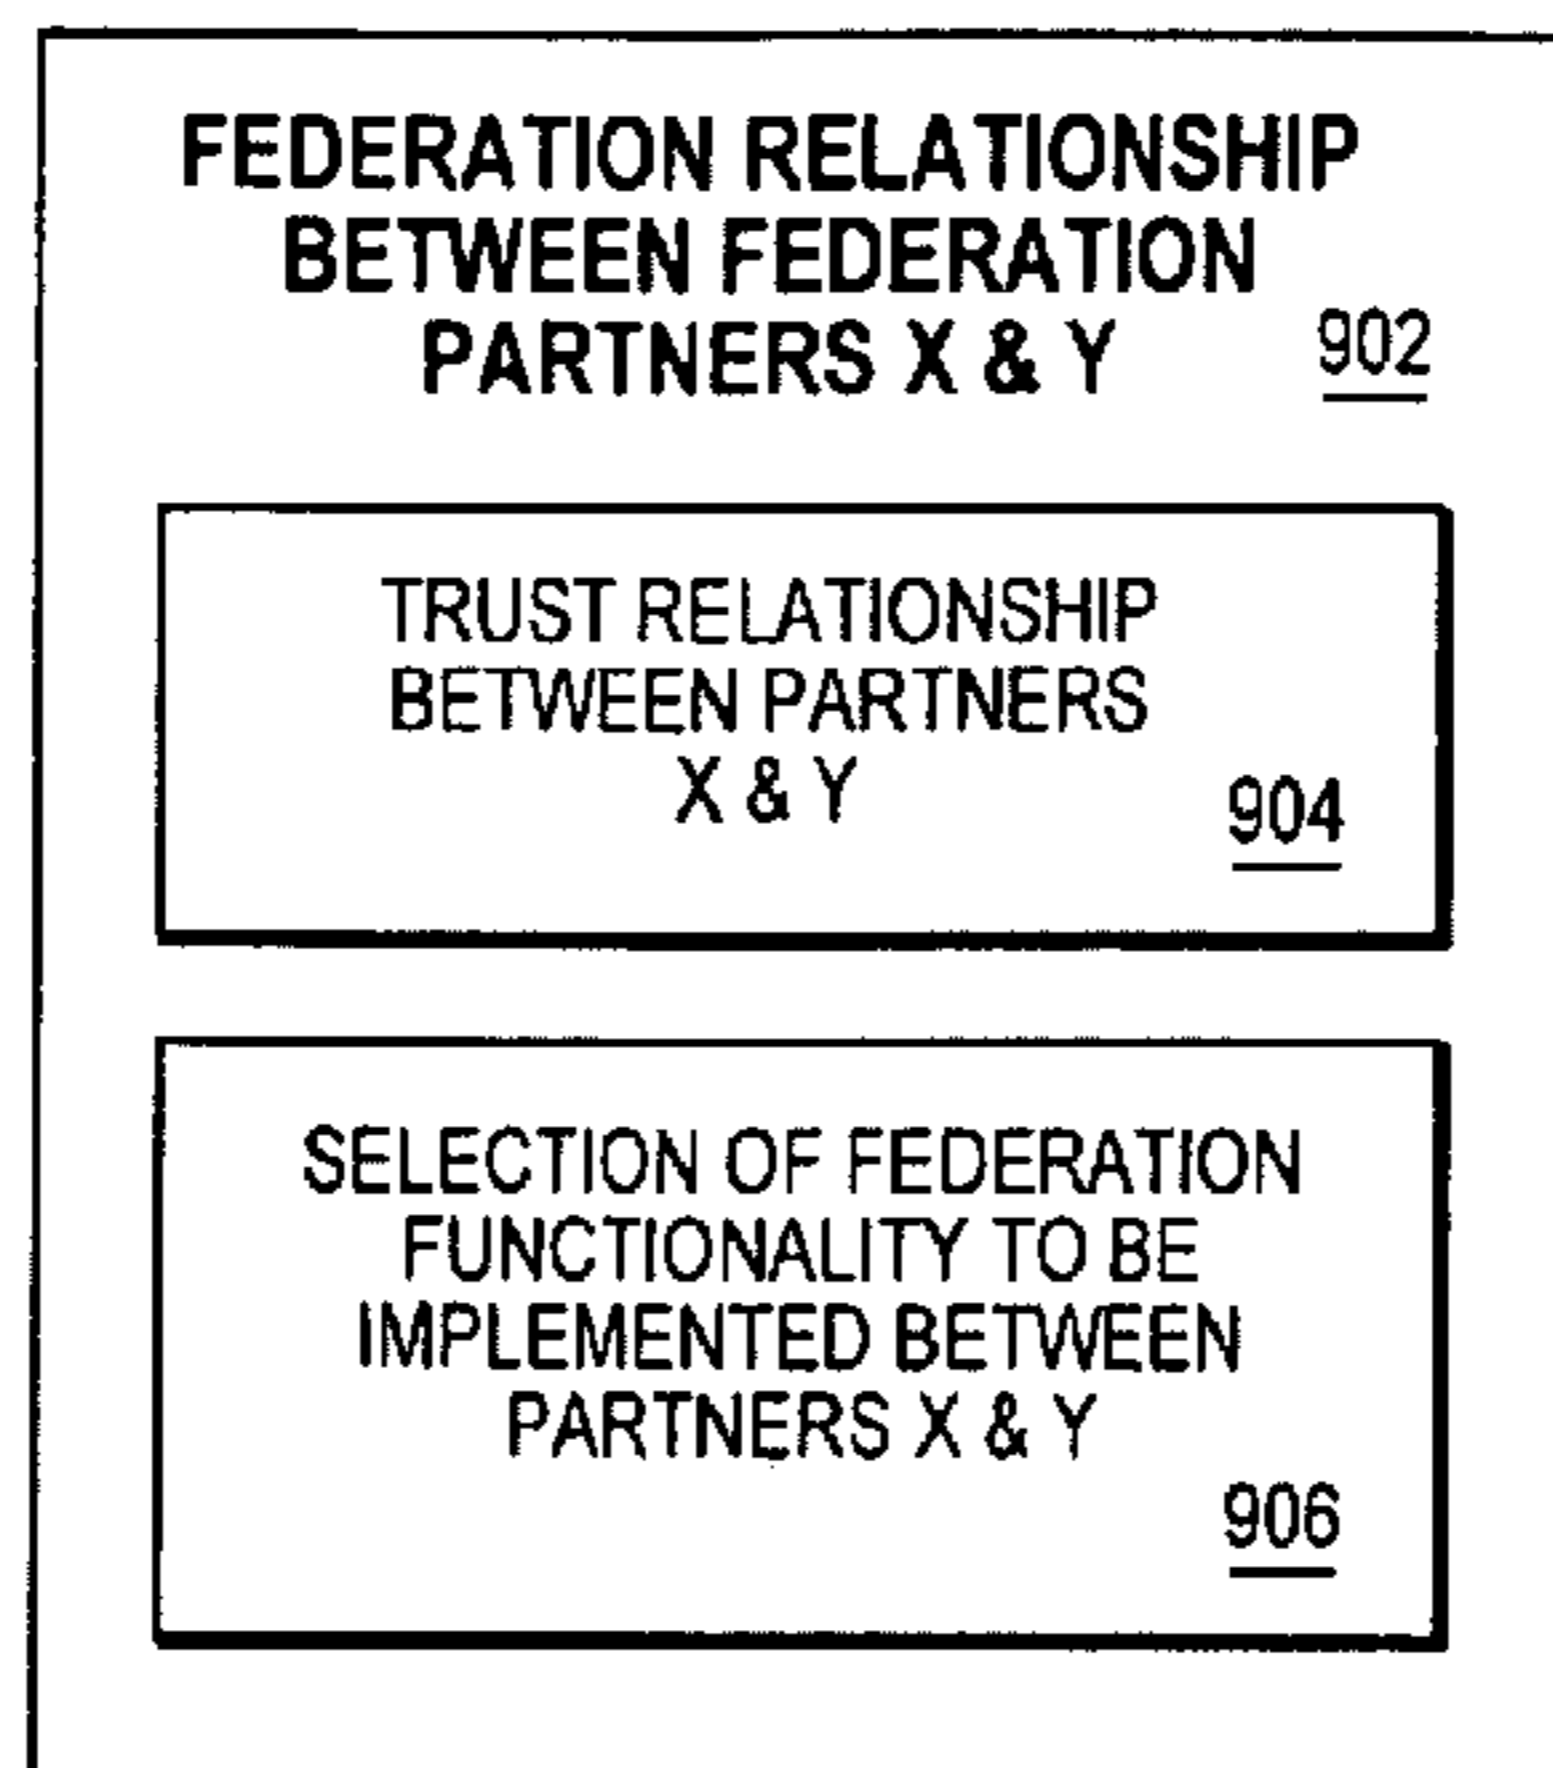 FEDERATION RELATIONSHIP
BETWEEN FEDERATION
PARTNERS X & Y
902
TRUST RELATIONSHIP
BETWEEN PARTNERS
X & Y
904
SELECTION OF FEDERATION
FUNCTIONALITY TO BE
IMPLEMENTED BETWEEN
PARTNERS X & Y
906